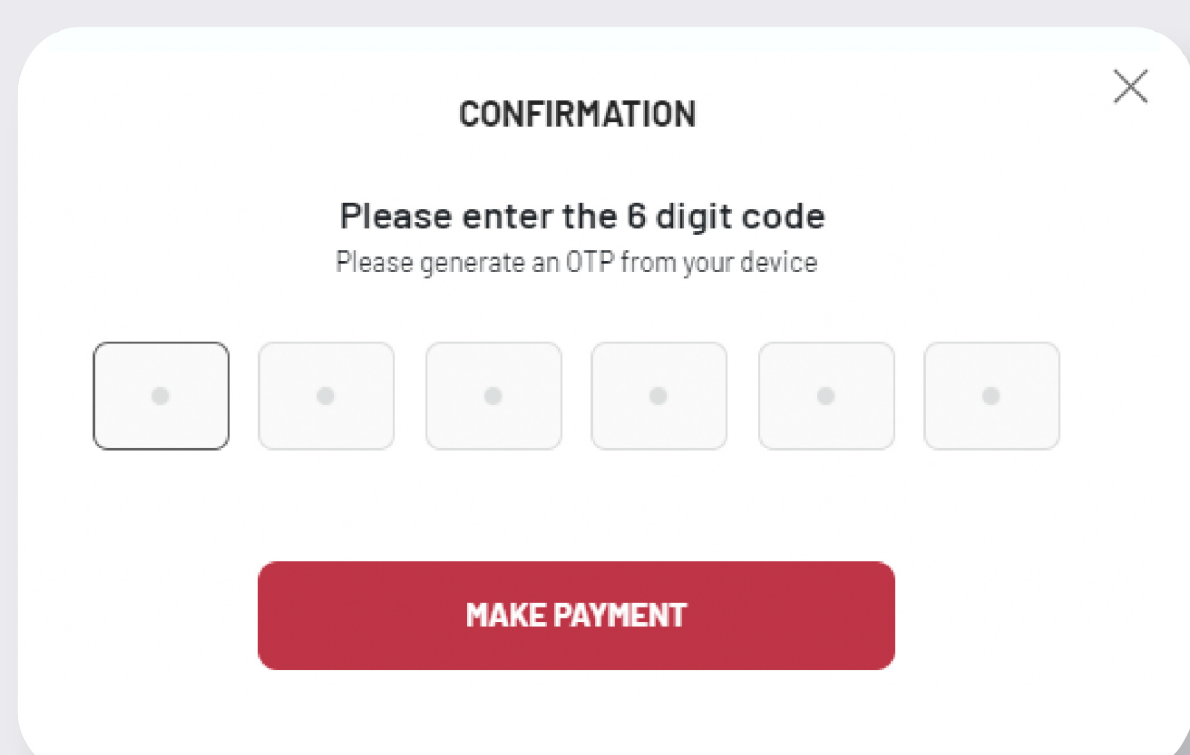 CONFIRMATION
Please enter the 6 digit code
Please generate an OTP from your device
MAKE PAYMENT